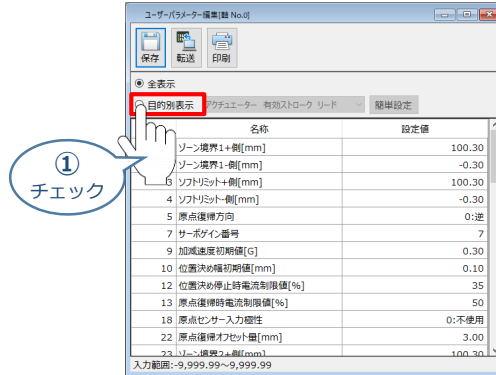 ユーザーパラメーター編集[軸 No.0]
保存 転送 印刷
全表示
目的別表示 アクチュエーター 有効ストローク リード 簡単設定
名称 設定値
ゾーン境界1+側[mm] 100.30
ゾーン境界1-側[mm] -0.30
3 ソフトリミット+側[mm] 100.30
4 ソフトリミット-側[mm] -0.30
5 原点復帰方向 0:逆
7 サーボゲイン番号 7
9 加減速度初期値[G] 0.30
10 位置決め幅初期値[mm] 0.10
12 位置決め停止時電流制限値[%] 35
13 原点復帰時電流制限値[%] 50
18 原点センサー入力極性 0:不使用
22 原点復帰オフセット量[mm] 3.00
23 ゾーン境界2+側[mm] 100.30
入力範囲:-9,999.99～9,999.99
①
チェック